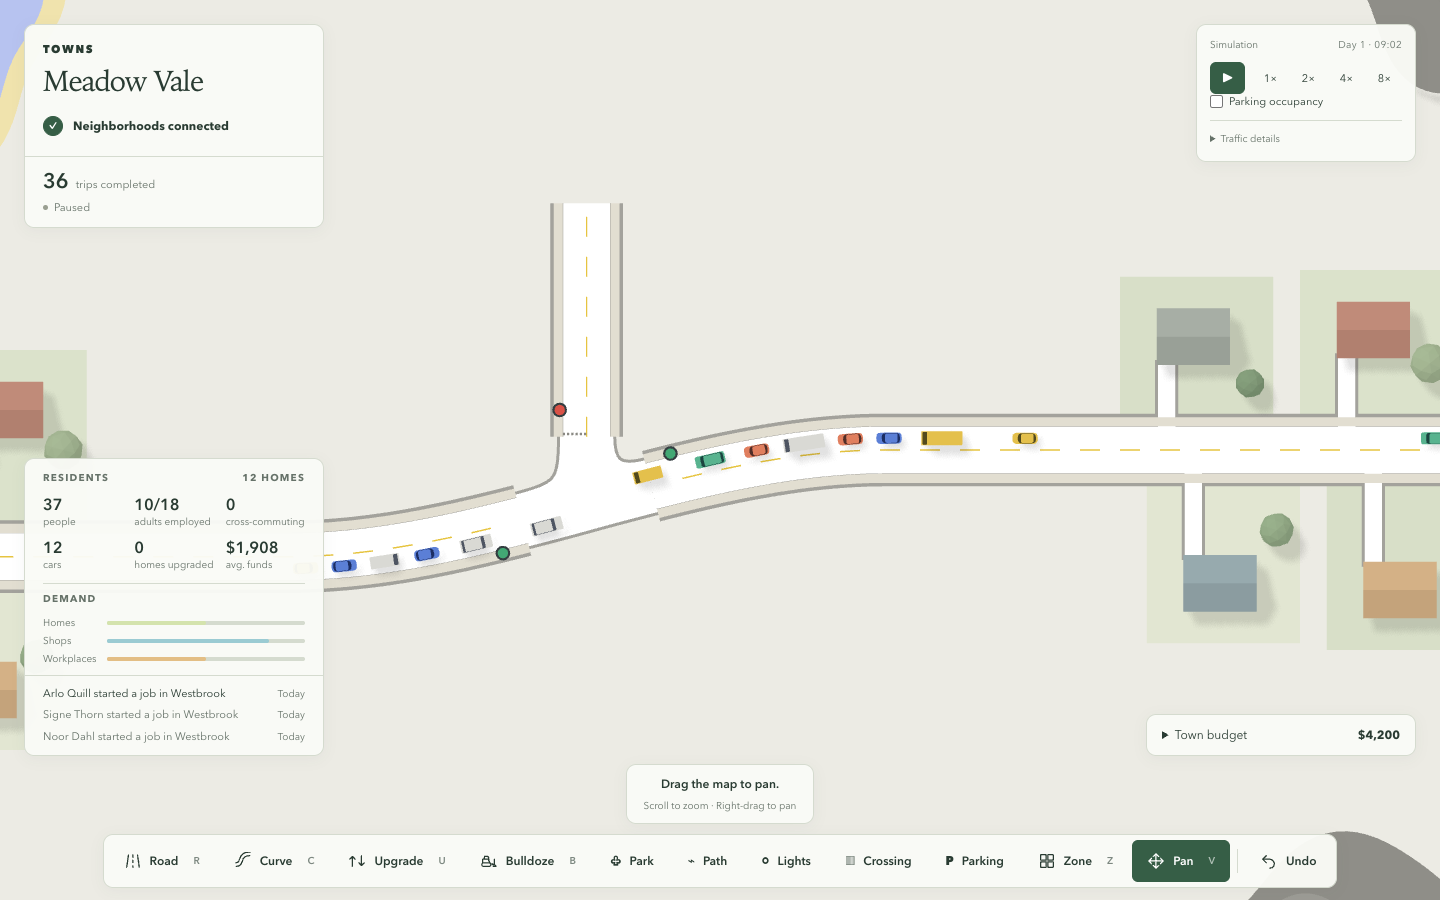 TOWNS
Meadow Vale
Neighborhoods connected
36 trips completed
Paused
Simulation Day 1 · 09:02
1× 2× 4× 8×
Parking occupancy
Traffic details
RESIDENTS 12 HOMES
37 10/18 0
people adults employed cross-commuting
12 0 $1,908
cars homes upgraded avg. funds
DEMAND
Homes
Shops
Workplaces
Arlo Quill started a job in Westbrook Today
Signe Thorn started a job in Westbrook Today
Noor Dahl started a job in Westbrook Today
Town budget $4,200
Drag the map to pan.
Scroll to zoom · Right-drag to pan
Road R Curve C Upgrade U Bulldoze B Park Path Lights Crossing P Parking Zone Z Pan V Undo